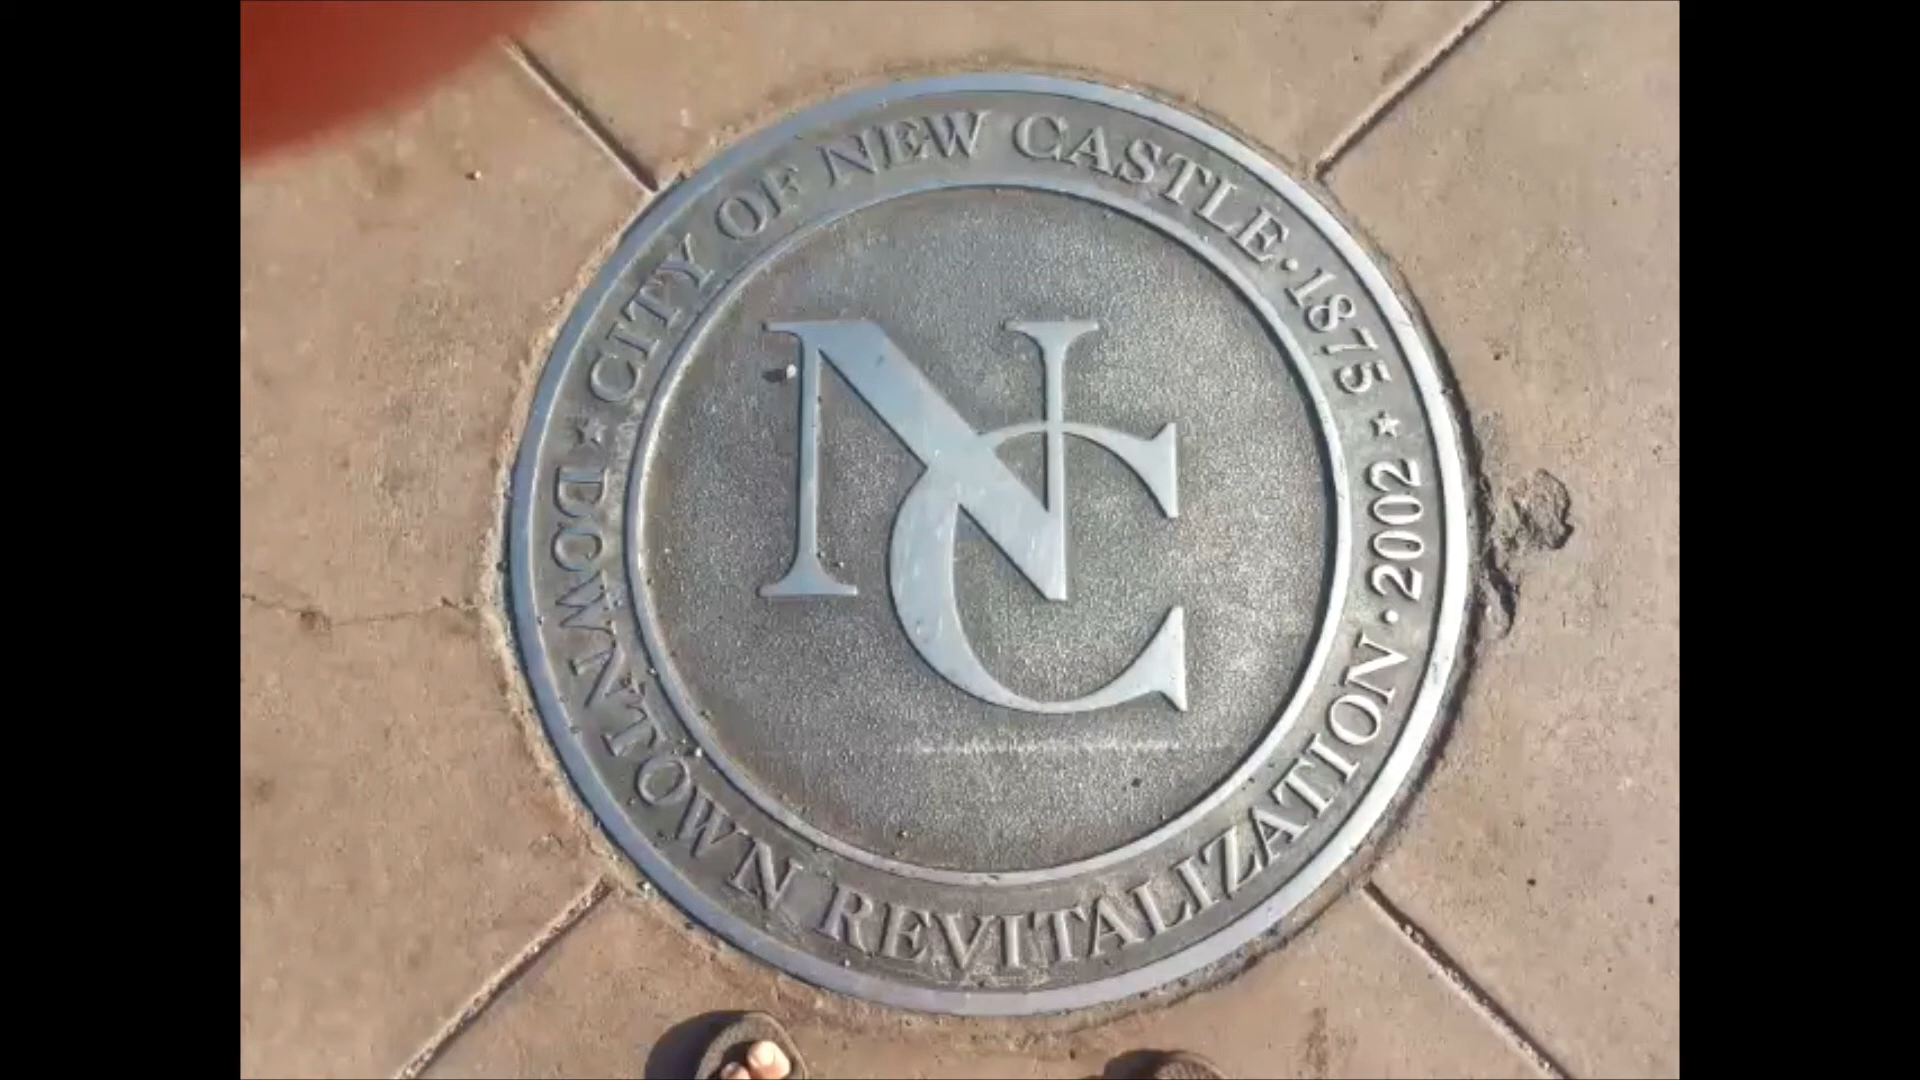 CITY OF NEW CASTLE · 1875
★ DOWNTOWN REVITALIZATION · 2002 ★
NC